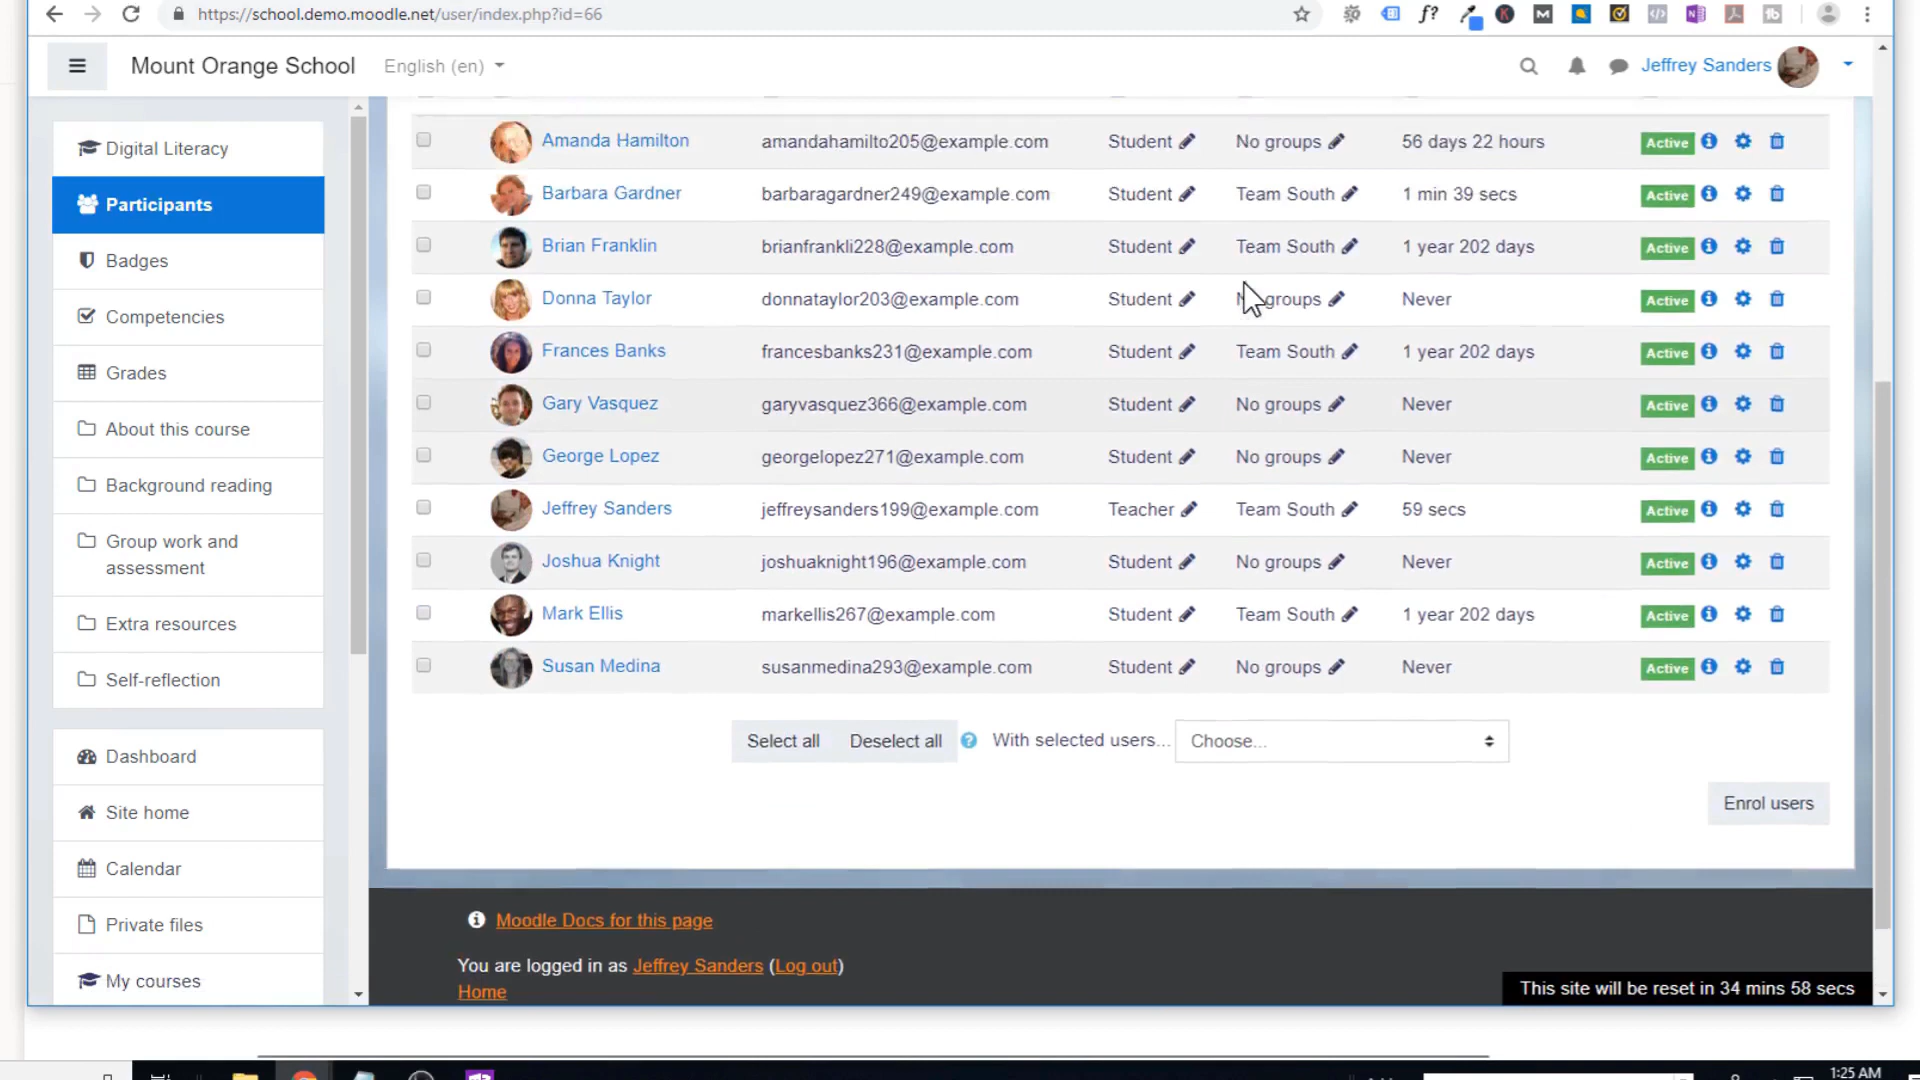 https://school.demo.moodle.net/user/index.php?id=66
Mount Orange School English (en) Jeffrey Sanders
Digital Literacy
Participants
Badges
Competencies
Grades
About this course
Background reading
Group work and
assessment
Extra resources
Self-reflection
Dashboard
Site home
Calendar
Private files
My courses
Amanda Hamilton amandahamilto205@example.com Student No groups 56 days 22 hours Active
Barbara Gardner barbaragardner249@example.com Student Team South 1 min 39 secs Active
Brian Franklin brianfrankli228@example.com Student Team South 1 year 202 days Active
Donna Taylor donnataylor203@example.com Student No groups Never Active
Frances Banks francesbanks231@example.com Student Team South 1 year 202 days Active
Gary Vasquez garyvasquez366@example.com Student No groups Never Active
George Lopez georgelopez271@example.com Student No groups Never Active
Jeffrey Sanders jeffreysanders199@example.com Teacher Team South 59 secs Active
Joshua Knight joshuaknight196@example.com Student No groups Never Active
Mark Ellis markellis267@example.com Student Team South 1 year 202 days Active
Susan Medina susanmedina293@example.com Student No groups Never Active
Select all Deselect all With selected users... Choose...
Enrol users
Moodle Docs for this page
You are logged in as Jeffrey Sanders (Log out)
Home
This site will be reset in 34 mins 58 secs
1:25 AM